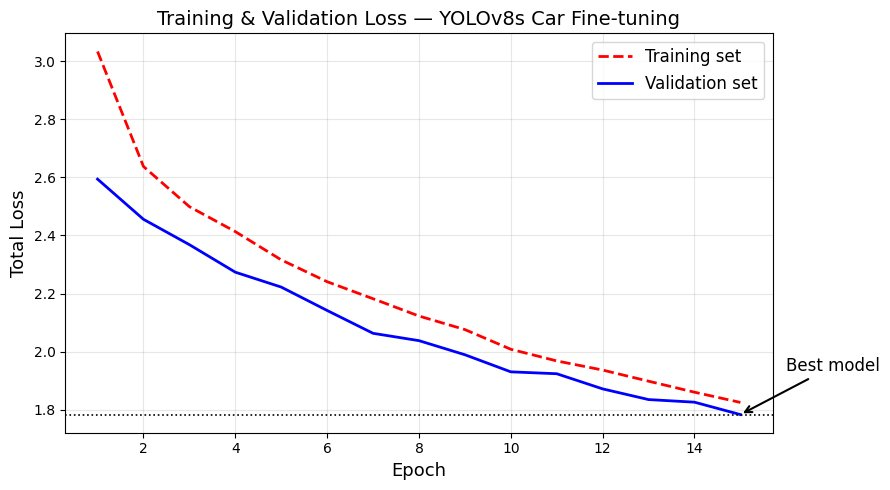 Training & Validation Loss — YOLOv8s Car Fine-tuning
Training set
Validation set
Total Loss
3.0
2.8
2.6
2.4
2.2
2.0
1.8
Best model
2 4 6 8 10 12 14
Epoch